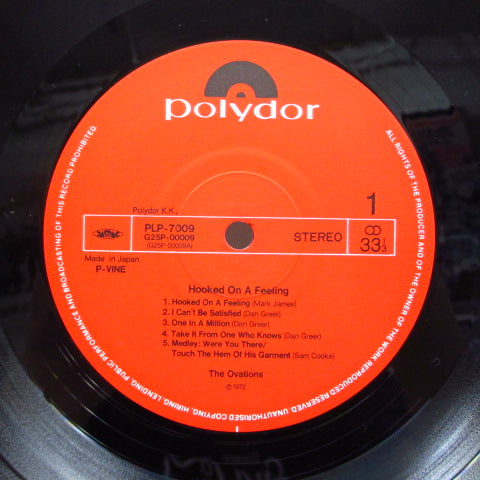 polydor
Polydor K.K.,
PLP-7009
G25P-00009
(G25P-00009A)
STEREO
1
33 1/3
Made in Japan
P-VINE
Hooked On A Feeling
1. Hooked On A Feeling (Mark James)
2. I Can't Be Satisfied (Dan Greer)
3. One In A Million (Dan Greer)
4. Take It From One Who Knows (Dan Greer)
5. Medley: Were You There/
Touch The Hem Of His Garment (Sam Cooke)
The Ovations
℗1972
ALL RIGHTS OF THE PRODUCER AND OF THE OWNER OF THE WORK REPRODUCED RESERVED. UNAUTHORISED COPYING, HIRING, LENDING, PUBLIC PERFORMANCE AND BROADCASTING OF THIS RECORD PROHIBITED